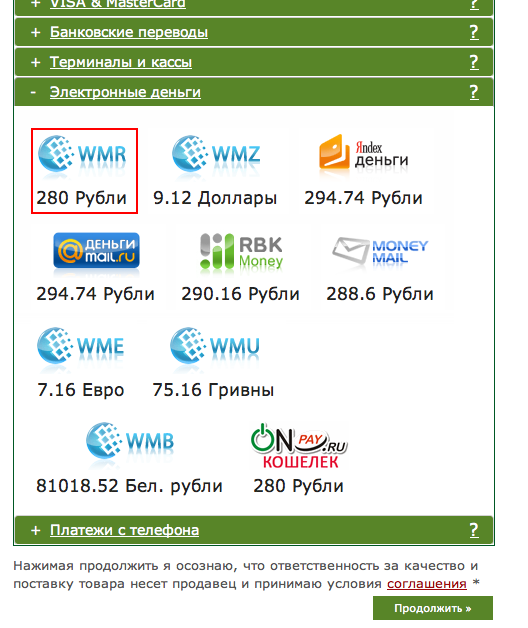 + VISA & MasterCard ?
+ Банковские переводы ?
+ Терминалы и кассы ?
- Электронные деньги ?
WMR WMZ Яndex деньги
280 Рубли 9.12 Доллары 294.74 Рубли
@деньги mail.ru RBK Money MONEY MAIL
294.74 Рубли 290.16 Рубли 288.6 Рубли
WME WMU
7.16 Евро 75.16 Гривны
WMB ONPAY.RU КОШЕЛЕК
81018.52 Бел. рубли 280 Рубли
+ Платежи с телефона ?
Нажимая продолжить я осознаю, что ответственность за качество и
поставку товара несет продавец и принимаю условия соглашения *
Продолжить »